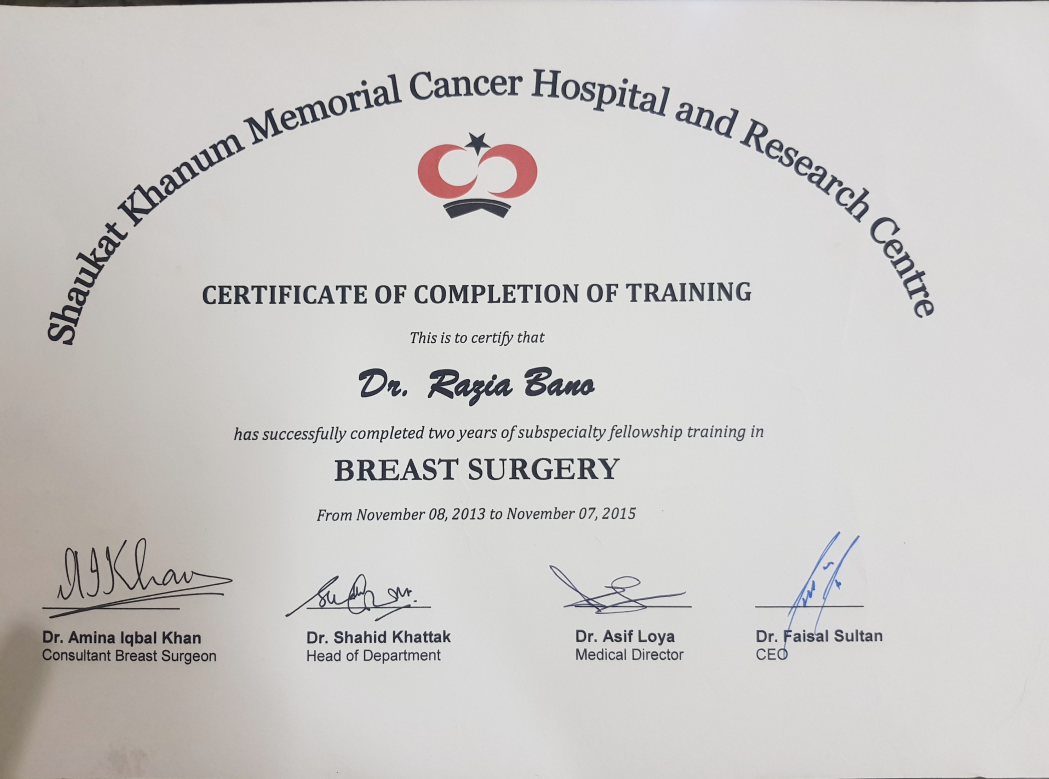 Shaukat Khanum Memorial Cancer Hospital and Research Centre
CERTIFICATE OF COMPLETION OF TRAINING
This is to certify that
Dr. Razia Bano
has successfully completed two years of subspecialty fellowship training in
BREAST SURGERY
From November 08, 2013 to November 07, 2015
AIKhan
Dr. Amina Iqbal Khan
Consultant Breast Surgeon
Dr. Shahid Khattak
Head of Department
Dr. Asif Loya
Medical Director
Dr. Faisal Sultan
CEO